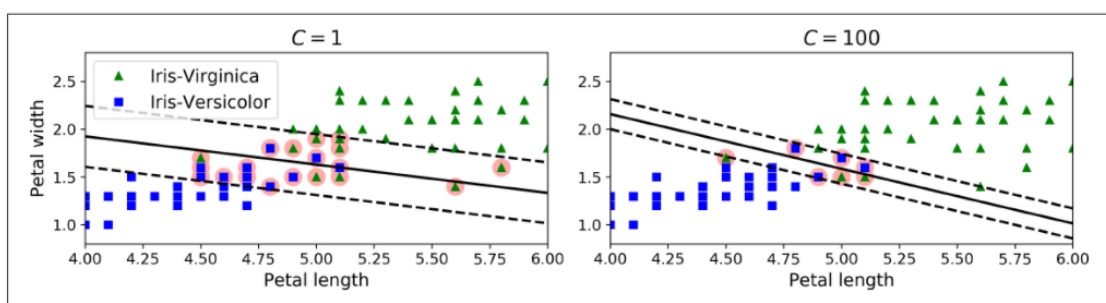 C = 1
C = 100
Petal width
2.5
2.0
1.5
1.0
Iris-Virginica
Iris-Versicolor
4.00 4.25 4.50 4.75 5.00 5.25 5.50 5.75 6.00
Petal length
2.5
2.0
1.5
1.0
4.00 4.25 4.50 4.75 5.00 5.25 5.50 5.75 6.00
Petal length